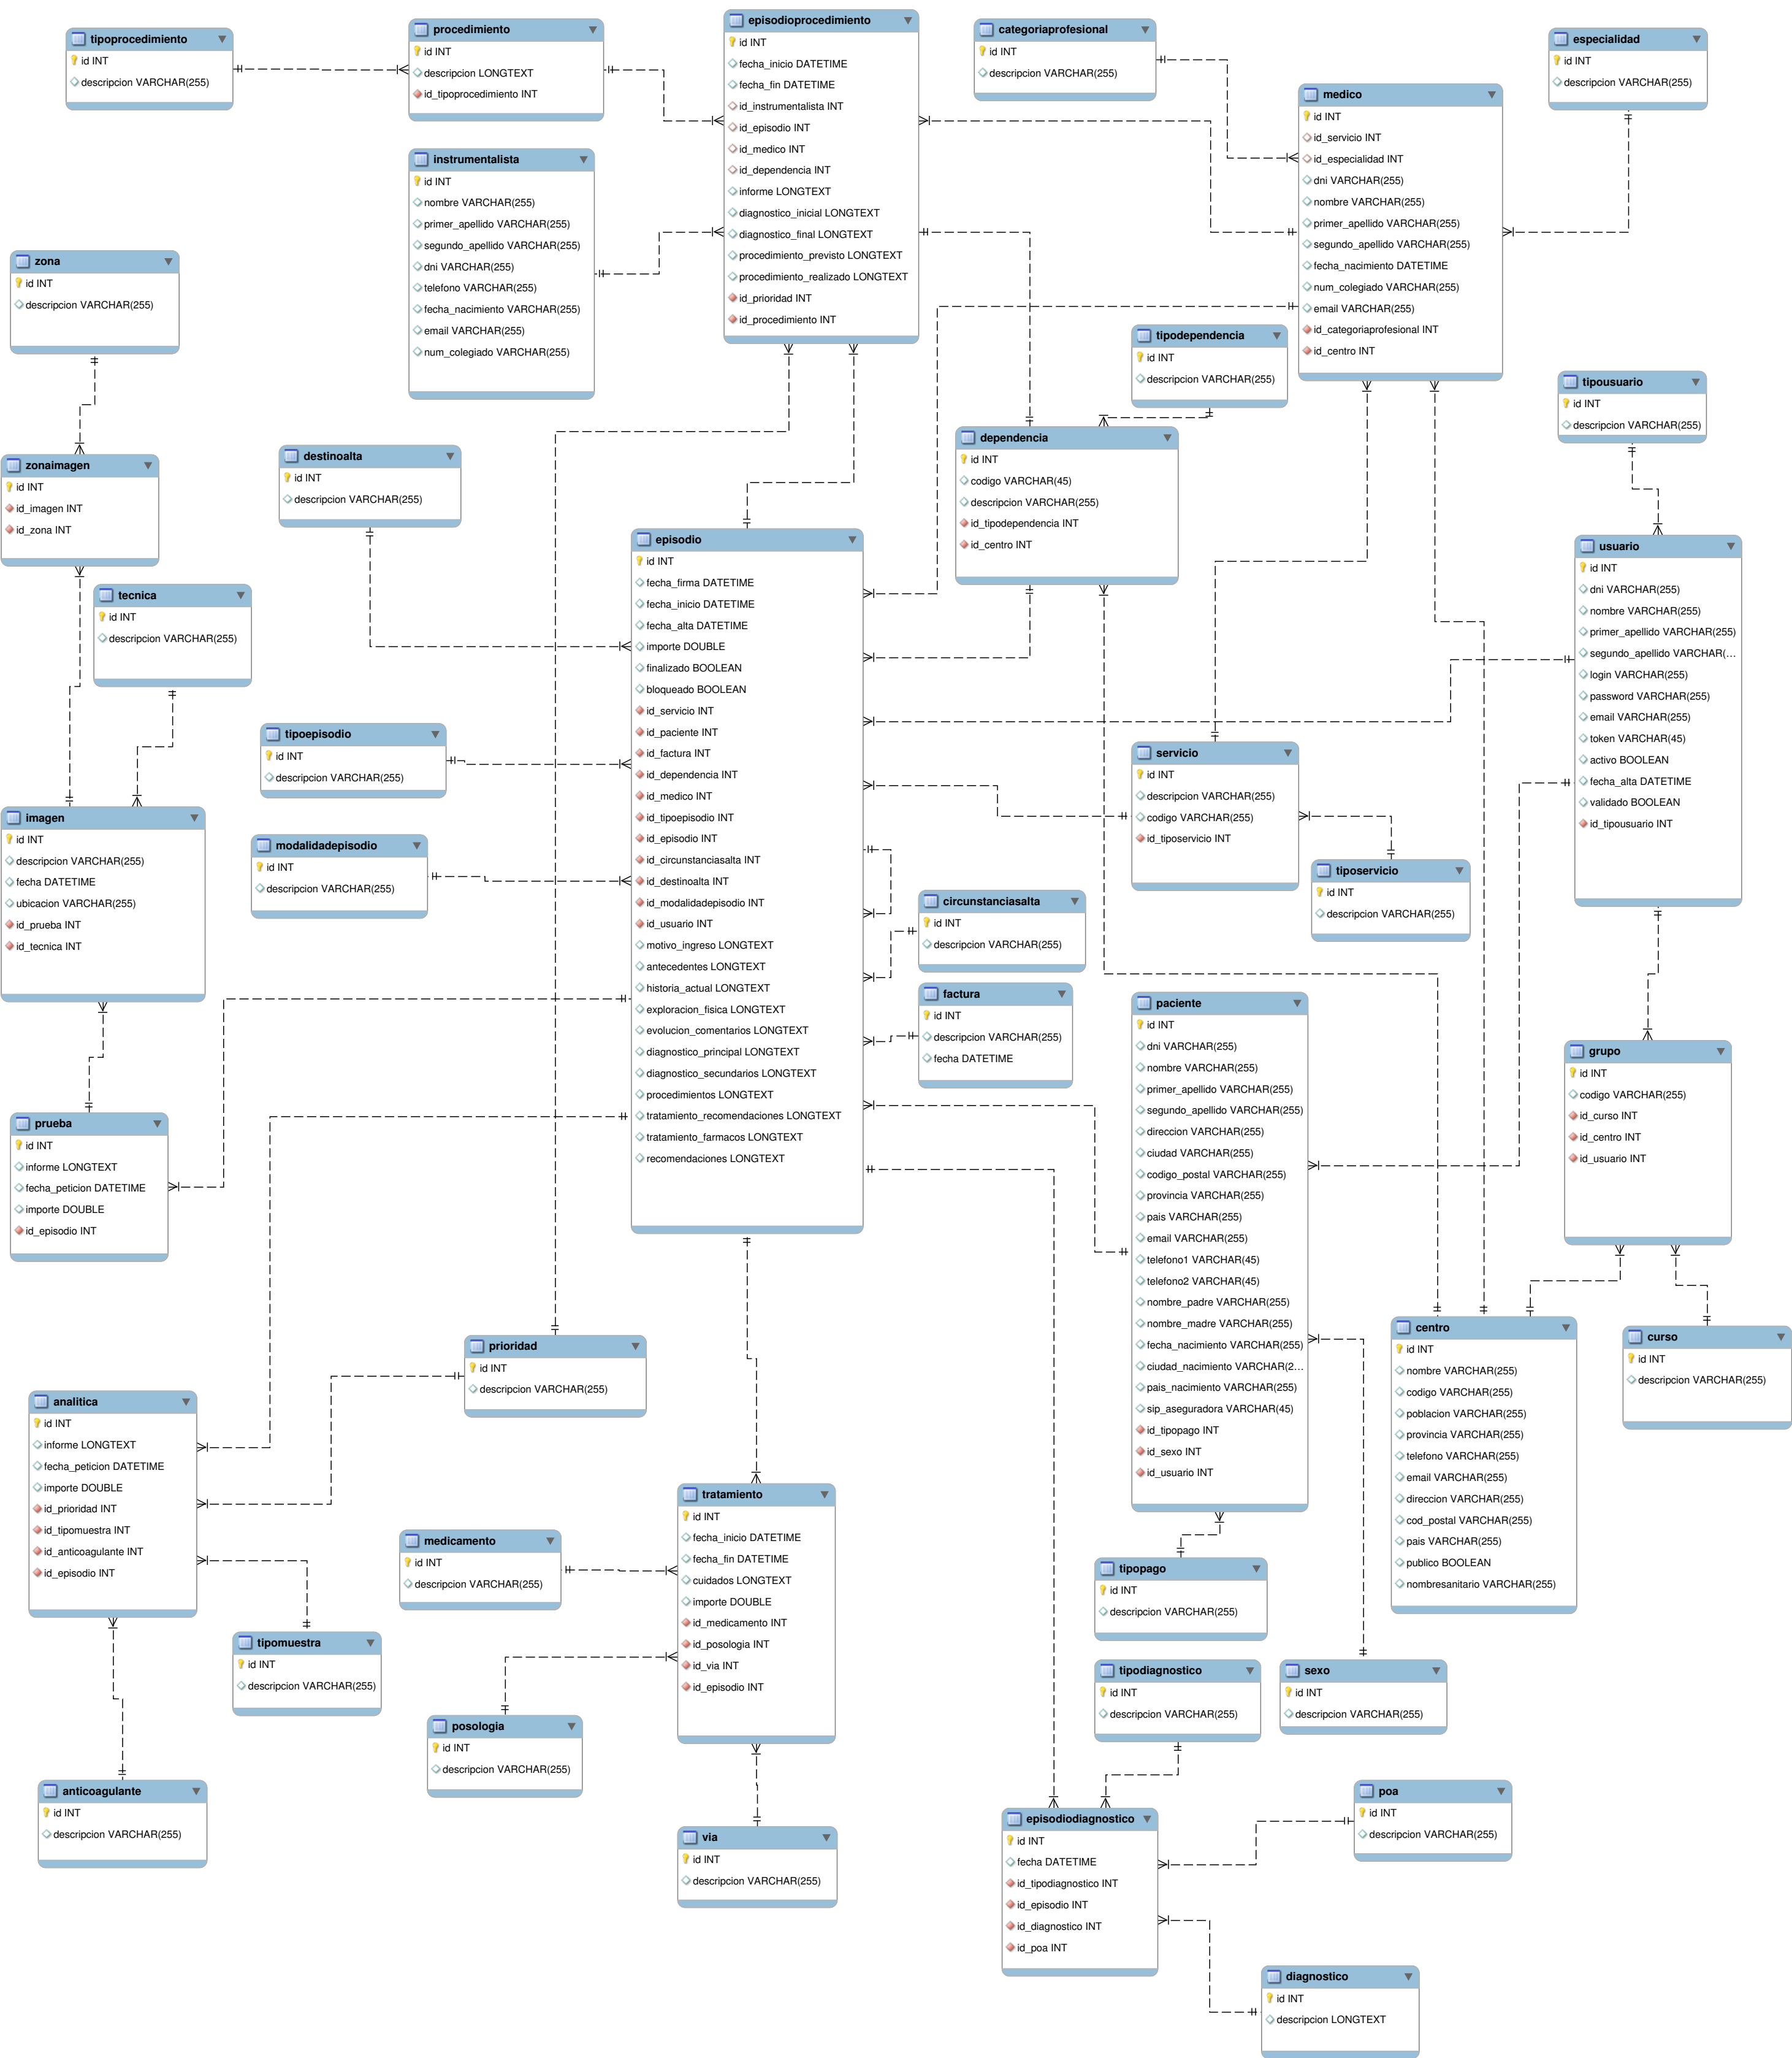 tipoprocedimiento
id INT
descripcion VARCHAR(255)
procedimiento
id INT
descripcion LONGTEXT
id_tipoprocedimiento INT
episodioprocedimiento
id INT
fecha_inicio DATETIME
fecha_fin DATETIME
id_instrumentalista INT
id_episodio INT
id_medico INT
id_dependencia INT
informe LONGTEXT
diagnostico_inicial LONGTEXT
diagnostico_final LONGTEXT
procedimiento_previsto LONGTEXT
procedimiento_realizado LONGTEXT
id_prioridad INT
id_procedimiento INT
categoriaprofesional
id INT
descripcion VARCHAR(255)
medico
id INT
id_servicio INT
id_especialidad INT
dni VARCHAR(255)
nombre VARCHAR(255)
primer_apellido VARCHAR(255)
segundo_apellido VARCHAR(255)
fecha_nacimiento DATETIME
num_colegiado VARCHAR(255)
email VARCHAR(255)
id_categoriaprofesional INT
id_centro INT
especialidad
id INT
descripcion VARCHAR(255)
instrumentalista
id INT
nombre VARCHAR(255)
primer_apellido VARCHAR(255)
segundo_apellido VARCHAR(255)
dni VARCHAR(255)
telefono VARCHAR(255)
fecha_nacimiento VARCHAR(255)
email VARCHAR(255)
num_colegiado VARCHAR(255)
zona
id INT
descripcion VARCHAR(255)
tipodependencia
id INT
descripcion VARCHAR(255)
tipousuario
id INT
descripcion VARCHAR(255)
zonaimagen
id INT
id_imagen INT
id_zona INT
destinoalta
id INT
descripcion VARCHAR(255)
dependencia
id INT
codigo VARCHAR(45)
descripcion VARCHAR(255)
id_tipodependencia INT
id_centro INT
tecnica
id INT
descripcion VARCHAR(255)
episodio
id INT
fecha_firma DATETIME
fecha_inicio DATETIME
fecha_alta DATETIME
importe DOUBLE
finalizado BOOLEAN
bloqueado BOOLEAN
id_servicio INT
id_paciente INT
id_factura INT
id_dependencia INT
id_medico INT
id_tipoepisodio INT
id_episodio INT
id_circunstanciasalta INT
id_destinoalta INT
id_modalidadepisodio INT
id_usuario INT
motivo_ingreso LONGTEXT
antecedentes LONGTEXT
historia_actual LONGTEXT
exploracion_fisica LONGTEXT
evolucion_comentarios LONGTEXT
diagnostico_principal LONGTEXT
diagnostico_secundarios LONGTEXT
procedimientos LONGTEXT
tratamiento_recomendaciones LONGTEXT
tratamiento_farmacos LONGTEXT
recomendaciones LONGTEXT
usuario
id INT
dni VARCHAR(255)
nombre VARCHAR(255)
primer_apellido VARCHAR(255)
segundo_apellido VARCHAR(...
login VARCHAR(255)
password VARCHAR(255)
email VARCHAR(255)
token VARCHAR(45)
activo BOOLEAN
fecha_alta DATETIME
validado BOOLEAN
id_tipousuario INT
tipoepisodio
id INT
descripcion VARCHAR(255)
servicio
id INT
descripcion VARCHAR(255)
codigo VARCHAR(255)
id_tiposervicio INT
imagen
id INT
descripcion VARCHAR(255)
fecha DATETIME
ubicacion VARCHAR(255)
id_prueba INT
id_tecnica INT
modalidadepisodio
id INT
descripcion VARCHAR(255)
tiposervicio
id INT
descripcion VARCHAR(255)
circunstanciasalta
id INT
descripcion VARCHAR(255)
factura
id INT
descripcion VARCHAR(255)
fecha DATETIME
paciente
id INT
dni VARCHAR(255)
nombre VARCHAR(255)
primer_apellido VARCHAR(255)
segundo_apellido VARCHAR(255)
direccion VARCHAR(255)
ciudad VARCHAR(255)
codigo_postal VARCHAR(255)
provincia VARCHAR(255)
pais VARCHAR(255)
email VARCHAR(255)
telefono1 VARCHAR(45)
telefono2 VARCHAR(45)
nombre_padre VARCHAR(255)
nombre_madre VARCHAR(255)
fecha_nacimiento VARCHAR(255)
ciudad_nacimiento VARCHAR(2...
pais_nacimiento VARCHAR(255)
sip_aseguradora VARCHAR(45)
id_tipopago INT
id_sexo INT
id_usuario INT
grupo
id INT
codigo VARCHAR(255)
id_curso INT
id_centro INT
id_usuario INT
prueba
id INT
informe LONGTEXT
fecha_peticion DATETIME
importe DOUBLE
id_episodio INT
centro
id INT
nombre VARCHAR(255)
codigo VARCHAR(255)
poblacion VARCHAR(255)
provincia VARCHAR(255)
telefono VARCHAR(255)
email VARCHAR(255)
direccion VARCHAR(255)
cod_postal VARCHAR(255)
pais VARCHAR(255)
publico BOOLEAN
nombresanitario VARCHAR(255)
curso
id INT
descripcion VARCHAR(255)
prioridad
id INT
descripcion VARCHAR(255)
analitica
id INT
informe LONGTEXT
fecha_peticion DATETIME
importe DOUBLE
id_prioridad INT
id_tipomuestra INT
id_anticoagulante INT
id_episodio INT
tratamiento
id INT
fecha_inicio DATETIME
fecha_fin DATETIME
cuidados LONGTEXT
importe DOUBLE
id_medicamento INT
id_posologia INT
id_via INT
id_episodio INT
medicamento
id INT
descripcion VARCHAR(255)
tipopago
id INT
descripcion VARCHAR(255)
tipomuestra
id INT
descripcion VARCHAR(255)
tipodiagnostico
id INT
descripcion VARCHAR(255)
sexo
id INT
descripcion VARCHAR(255)
posologia
id INT
descripcion VARCHAR(255)
anticoagulante
id INT
descripcion VARCHAR(255)
via
id INT
descripcion VARCHAR(255)
episodiodiagnostico
id INT
fecha DATETIME
id_tipodiagnostico INT
id_episodio INT
id_diagnostico INT
id_poa INT
poa
id INT
descripcion VARCHAR(255)
diagnostico
id INT
descripcion LONGTEXT